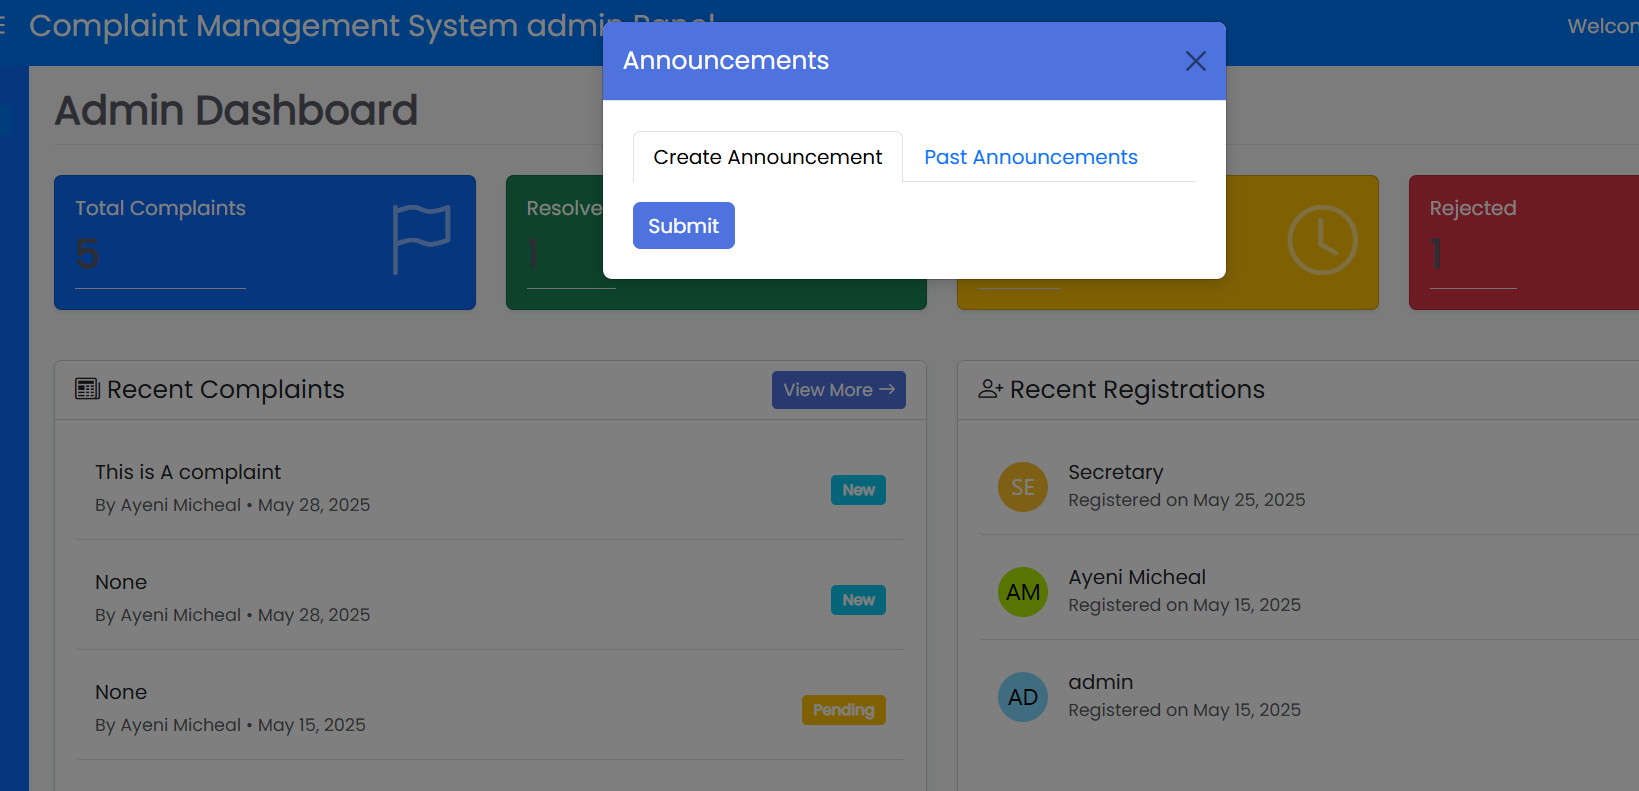 Complaint Management System admin Panel
Welcon
Announcements
Admin Dashboard
Create Announcement
Past Announcements
Submit
Total Complaints
5
Resolve
1
Rejected
1
Recent Complaints
View More →
This is A complaint
By Ayeni Micheal • May 28, 2025
New
None
By Ayeni Micheal • May 28, 2025
New
None
By Ayeni Micheal • May 15, 2025
Pending
Recent Registrations
SE
Secretary
Registered on May 25, 2025
AM
Ayeni Micheal
Registered on May 15, 2025
AD
admin
Registered on May 15, 2025